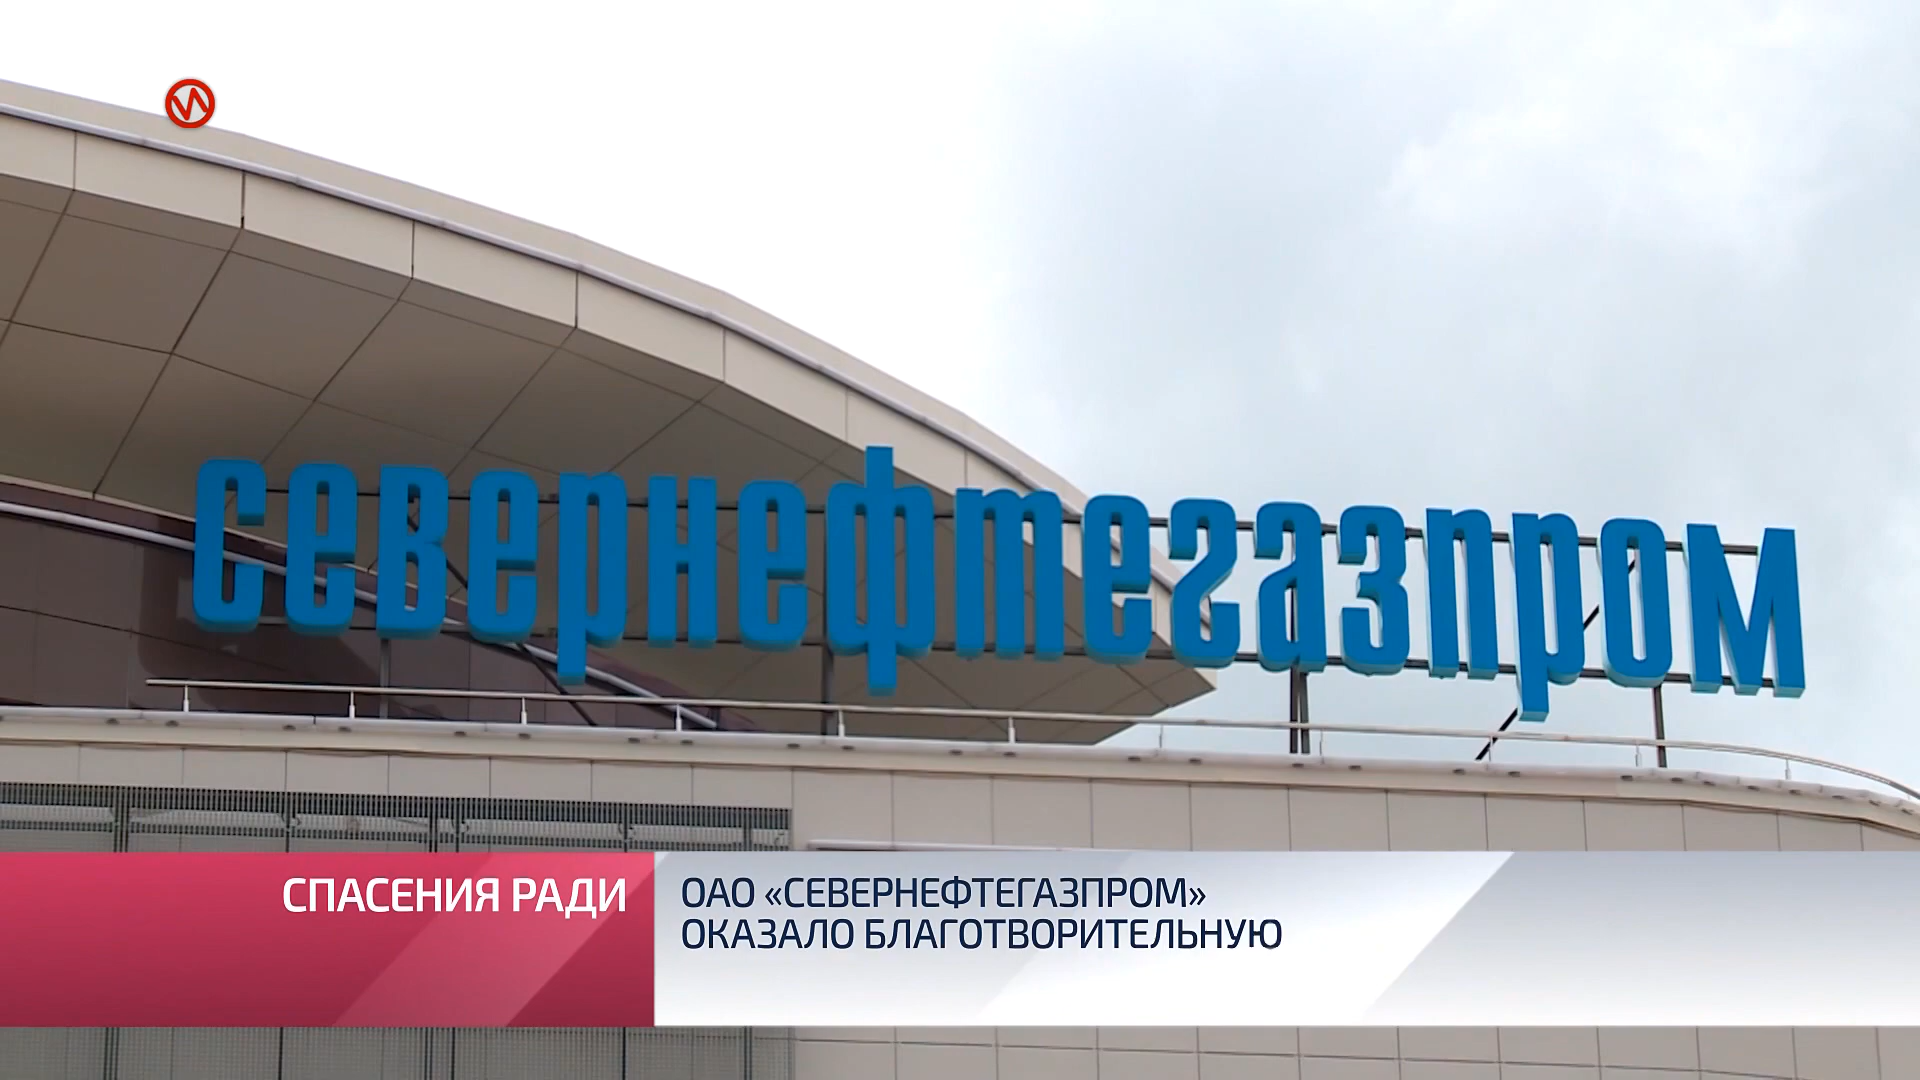 севернефтегазпром
СПАСЕНИЯ РАДИ
ОАО «СЕВЕРНЕФТЕГАЗПРОМ»
ОКАЗАЛО БЛАГОТВОРИТЕЛЬНУЮ